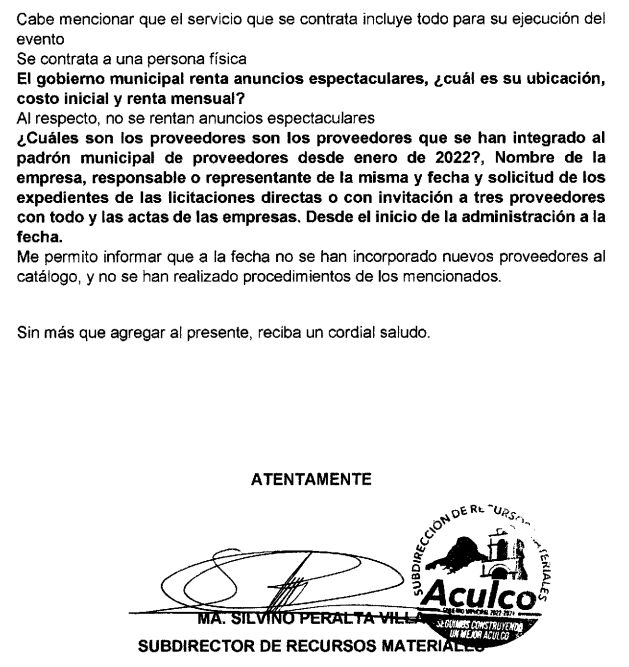 Cabe mencionar que el servicio que se contrata incluye todo para su ejecución del
evento
Se contrata a una persona física
El gobierno municipal renta anuncios espectaculares, ¿cuál es su ubicación,
costo inicial y renta mensual?
Al respecto, no se rentan anuncios espectaculares
¿Cuáles son los proveedores son los proveedores que se han integrado al
padrón municipal de proveedores desde enero de 2022?, Nombre de la
empresa, responsable o representante de la misma y fecha y solicitud de los
expedientes de las licitaciones directas o con invitación a tres proveedores
con todo y las actas de las empresas. Desde el inicio de la administración a la
fecha.
Me permito informar que a la fecha no se han incorporado nuevos proveedores al
catálogo, y no se han realizado procedimientos de los mencionados.
Sin más que agregar al presente, reciba un cordial saludo.
ATENTAMENTE
SUBDIRECCIÓN DE
Aculco
GOBIERNO MUNICIPAL 2022-2024
SEGUIMOS CONSTRUYENDO
UN MEJOR ACULCO
MA. SILVINO PERALTA VILLA
SUBDIRECTOR DE RECURSOS MATERIALES